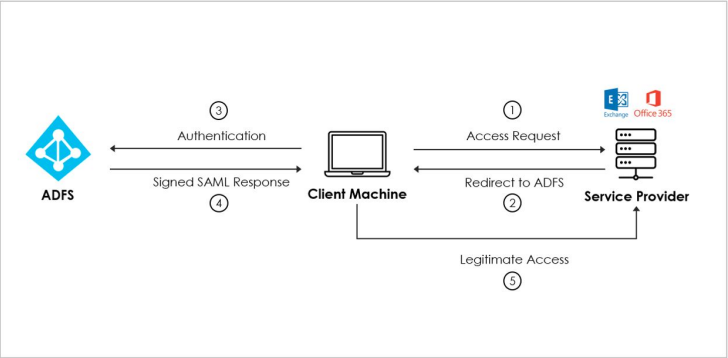 3
Authentication
ADFS
Signed SAML Response
4
Client Machine
1
Access Request
Redirect to ADFS
2
E
Exchange
Office 365
Service Provider
Legitimate Access
5